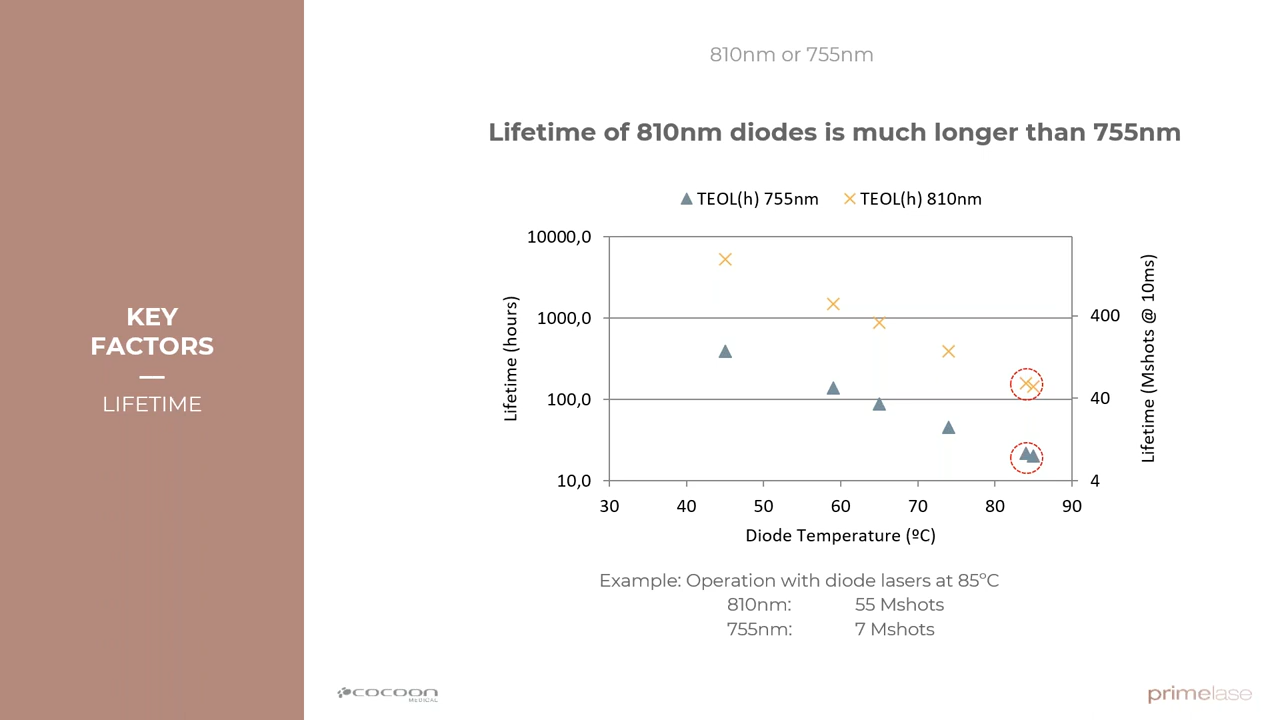 810nm or 755nm
Lifetime of 810nm diodes is much longer than 755nm
KEY
FACTORS
LIFETIME
TEOL(h) 755nm
TEOL(h) 810nm
Lifetime (hours)
10000,0
1000,0
100,0
10,0
30 40 50 60 70 80 90
Diode Temperature (ºC)
400
40
4
Lifetime (Mshots @ 10ms)
Example: Operation with diode lasers at 85ºC
810nm: 55 Mshots
755nm: 7 Mshots
cocoon
MEDICAL
primelase